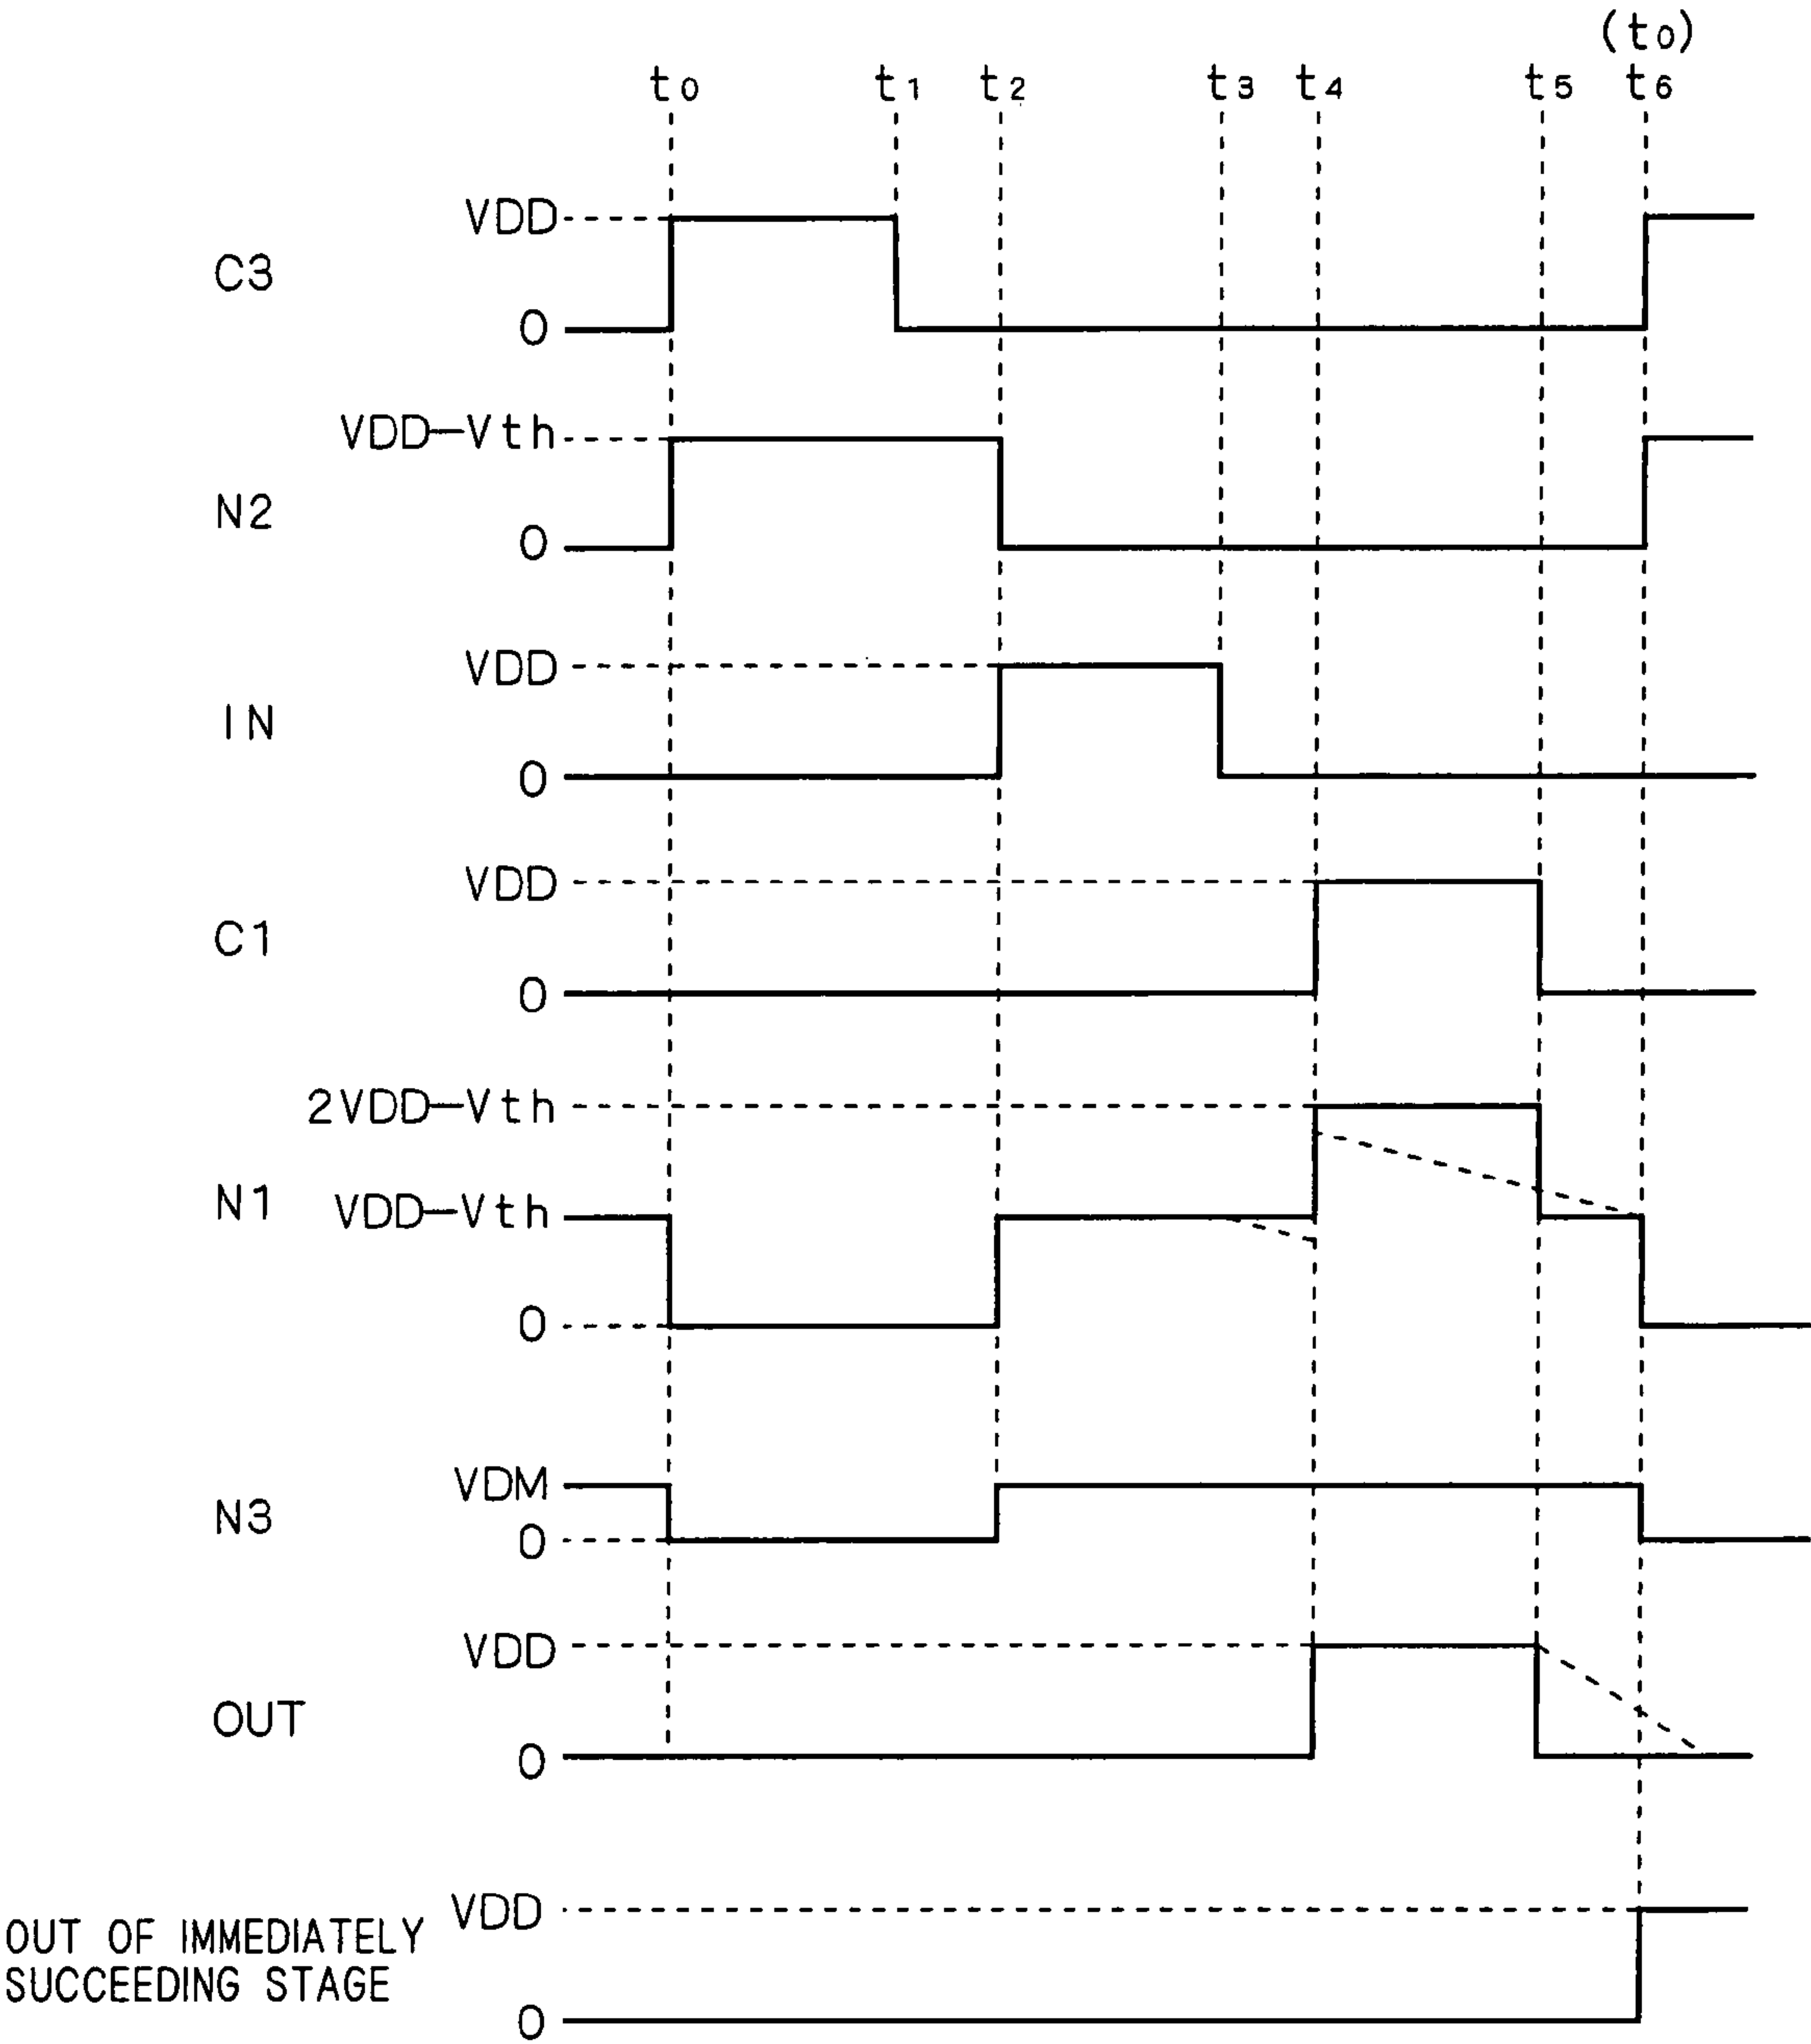 (t0)
t0 t1 t2 t3 t4 t5 t6
VDD
C3
0
VDD-Vth
N2
0
VDD
IN
0
VDD
C1
0
2VDD-Vth
N1 VDD-Vth
0
VDM
N3
0
VDD
OUT
0
VDD
OUT OF IMMEDIATELY
SUCCEEDING STAGE
0